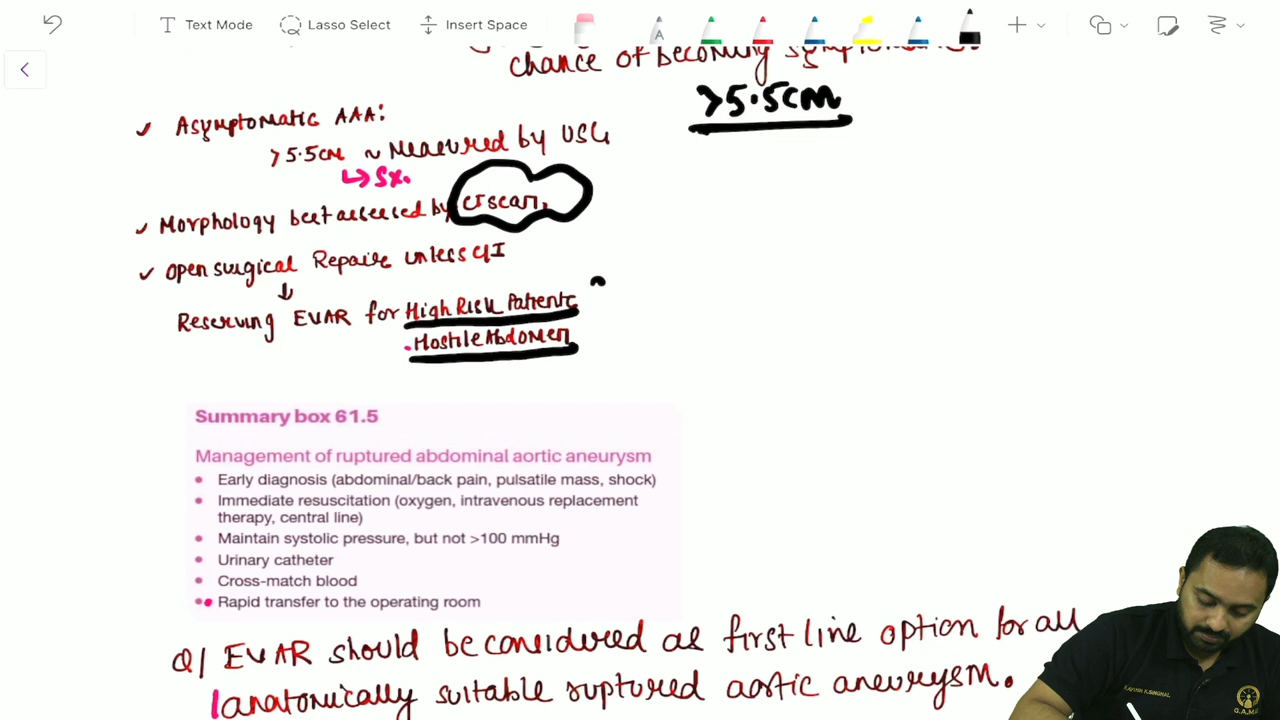 Text Mode Lasso Select Insert Space
chance of becoming
>5.5cm
✓ Asymptomatic AAA:
>5.5cm ~ Measured by USG
↳ Sx.
✓ Morphology best assessed by CT scan.
✓ Open surgical Repair unless C/I
↓
Reserving EVAR for High Risk Patients
. Hostile Abdomen
Summary box 61.5
Management of ruptured abdominal aortic aneurysm
• Early diagnosis (abdominal/back pain, pulsatile mass, shock)
• Immediate resuscitation (oxygen, intravenous replacement
therapy, central line)
• Maintain systolic pressure, but not >100 mmHg
• Urinary catheter
• Cross-match blood
• Rapid transfer to the operating room
Q/ EVAR should be considered as first line option for all
anatomically suitable ruptured aortic aneurysm.
G.A.M.S